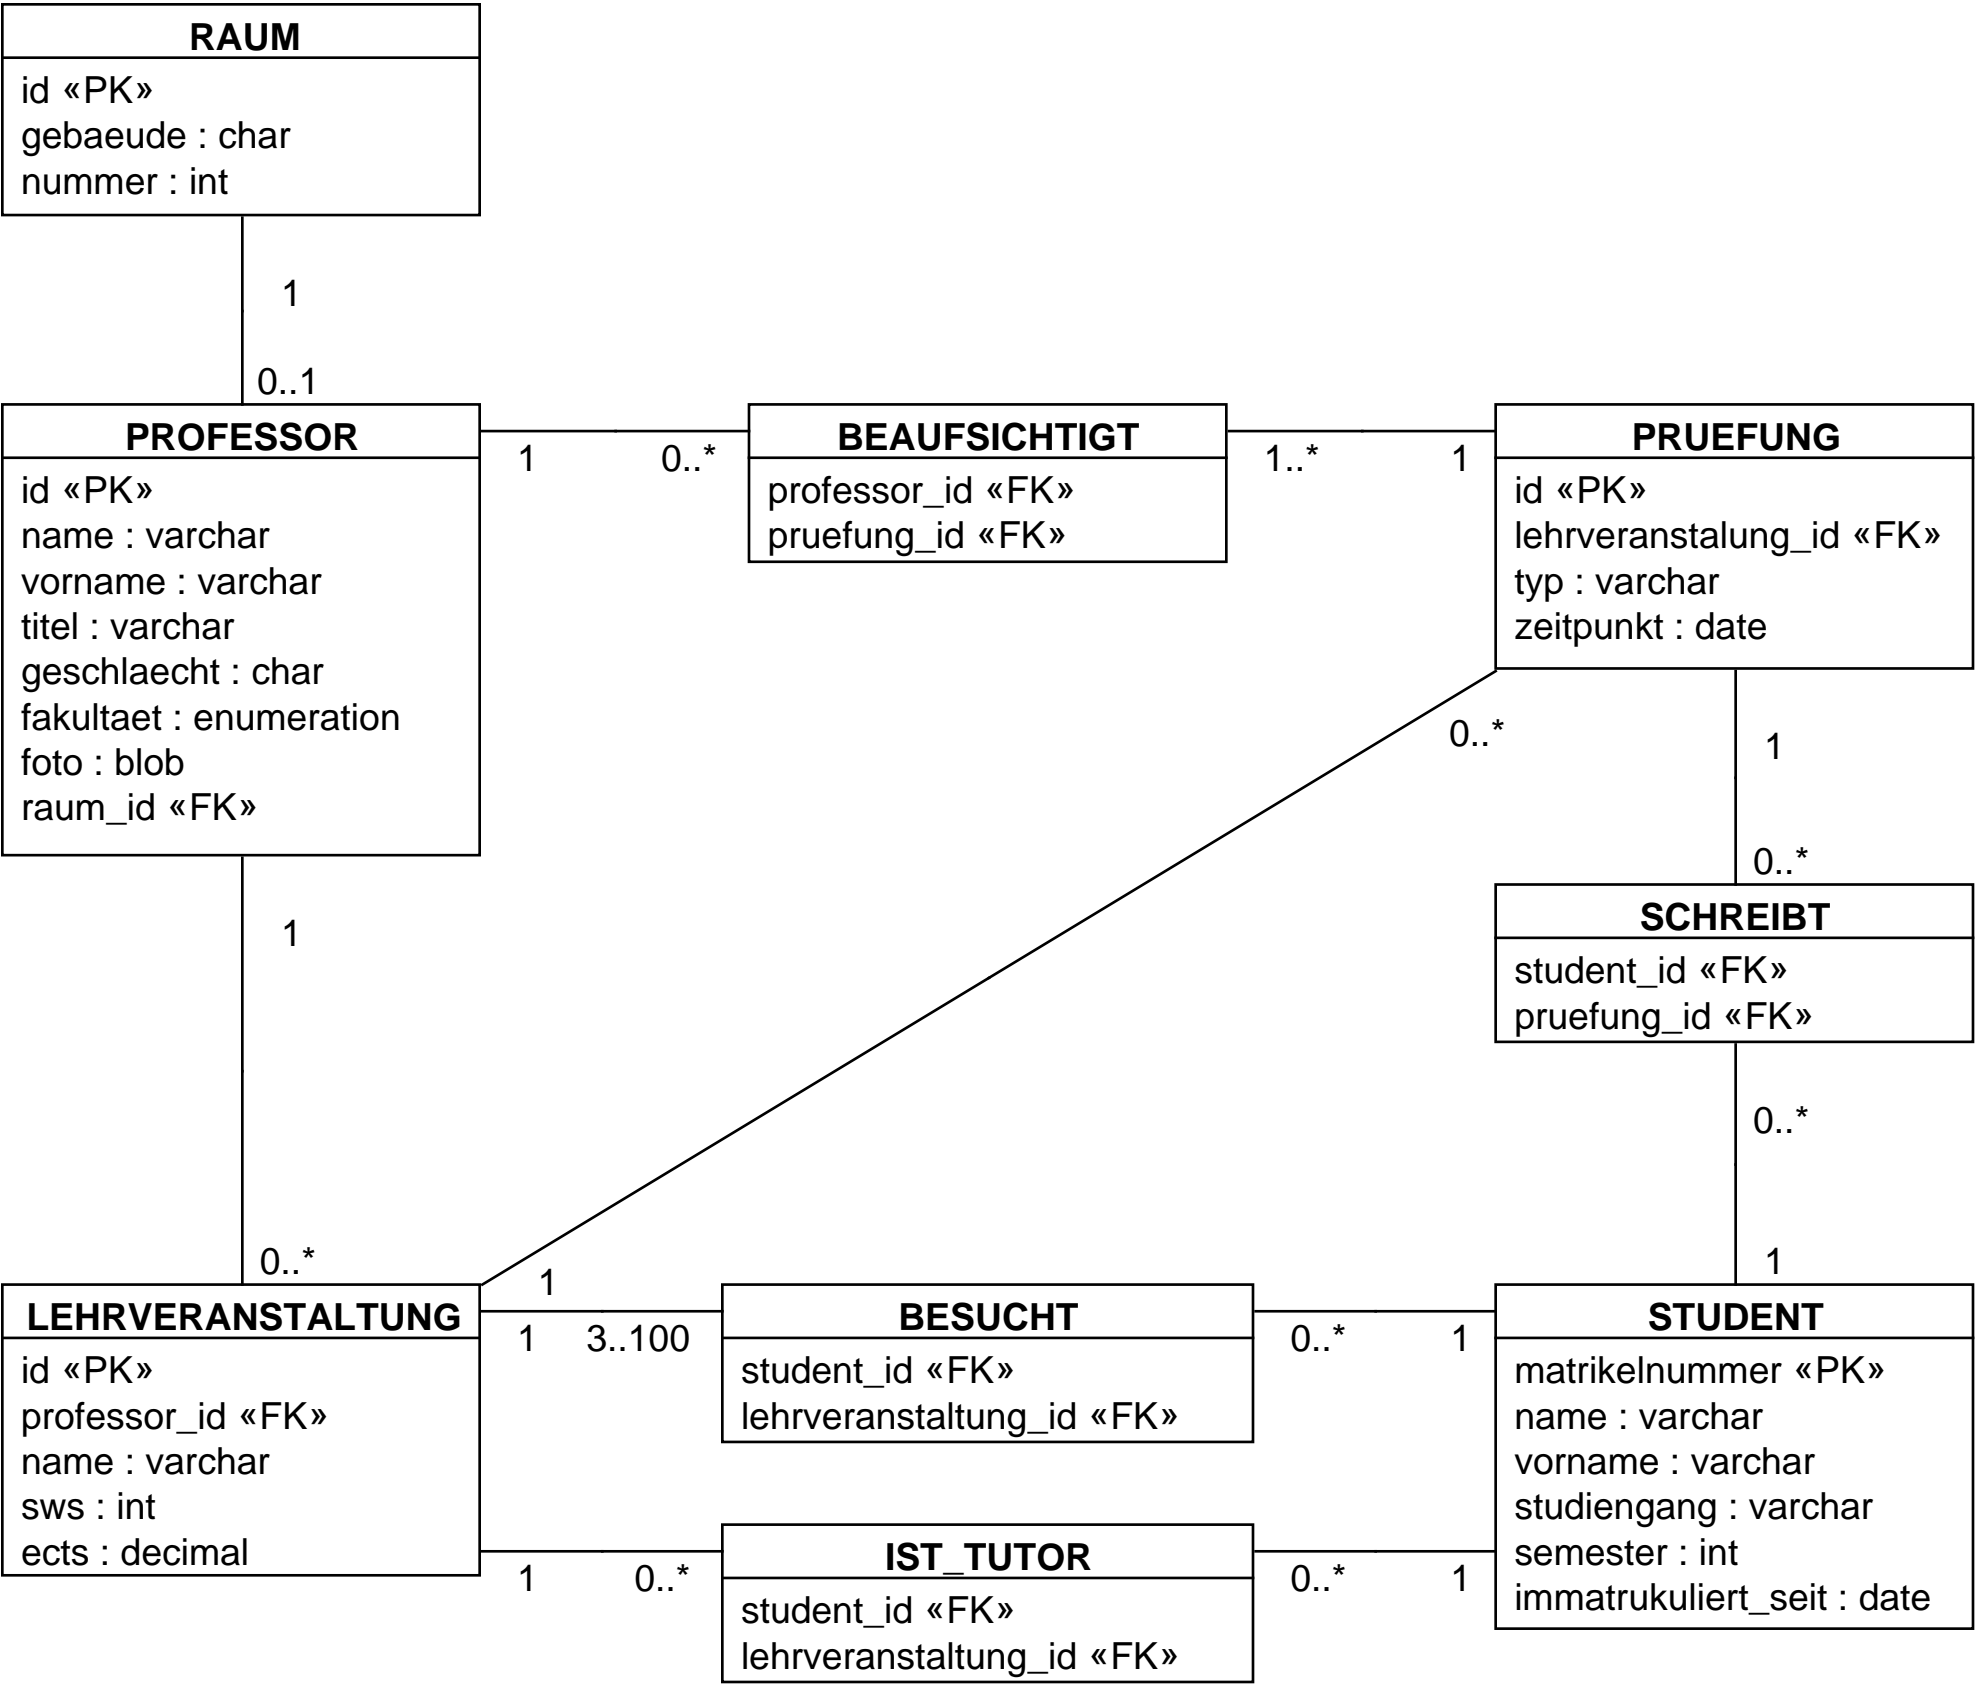 RAUM
id «PK»
gebaeude : char
nummer : int
1
0..1
PROFESSOR
id «PK»
name : varchar
vorname : varchar
titel : varchar
geschlaecht : char
fakultaet : enumeration
foto : blob
raum_id «FK»
1
0..*
BEAUFSICHTIGT
professor_id «FK»
pruefung_id «FK»
1..*
1
PRUEFUNG
id «PK»
lehrveranstalung_id «FK»
typ : varchar
zeitpunkt : date
0..*
1
0..*
SCHREIBT
student_id «FK»
pruefung_id «FK»
0..*
1
1
0..*
LEHRVERANSTALTUNG
id «PK»
professor_id «FK»
name : varchar
sws : int
ects : decimal
1
1
3..100
BESUCHT
student_id «FK»
lehrveranstaltung_id «FK»
0..*
1
1
0..*
IST_TUTOR
student_id «FK»
lehrveranstaltung_id «FK»
0..*
1
STUDENT
matrikelnummer «PK»
name : varchar
vorname : varchar
studiengang : varchar
semester : int
immatrukuliert_seit : date